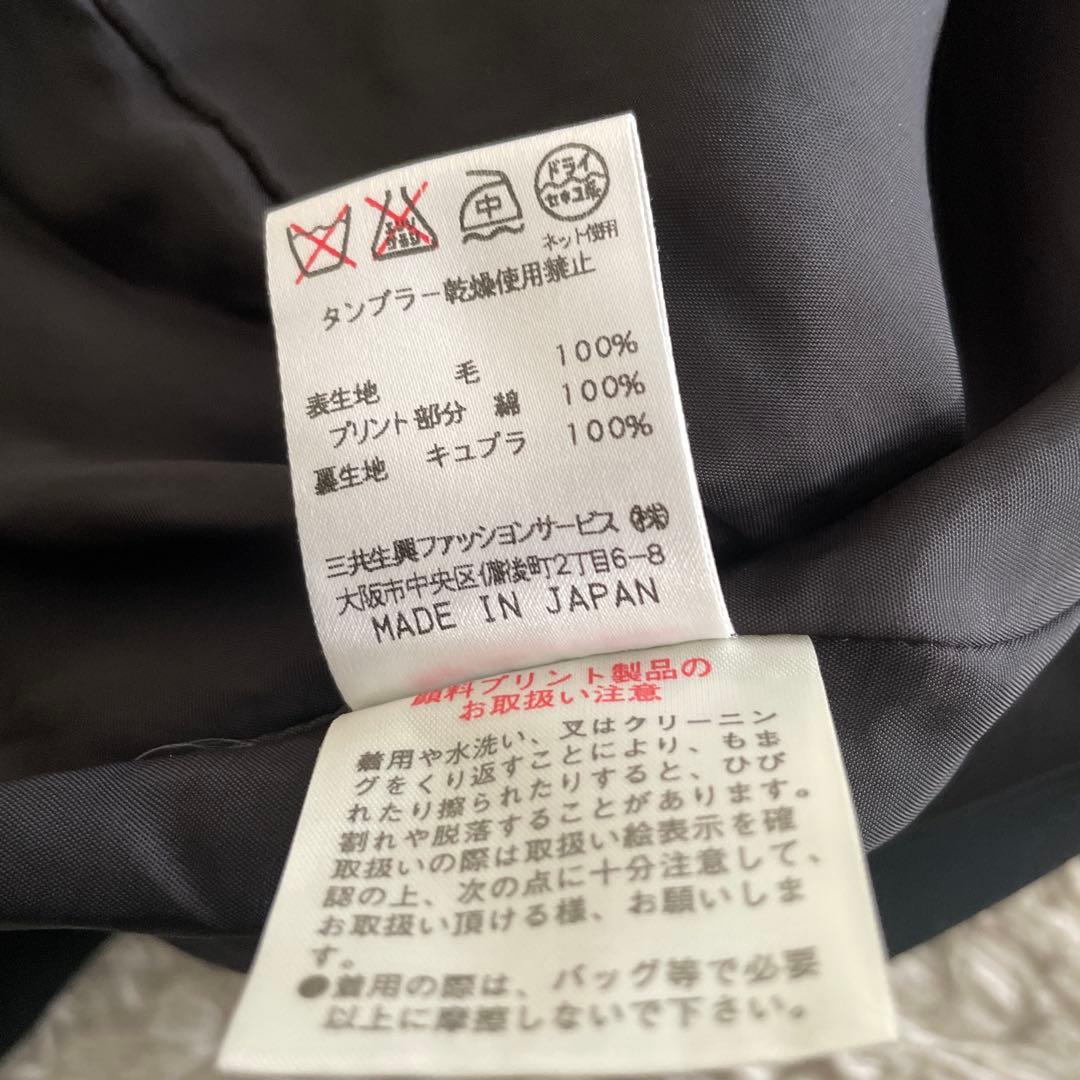 エンソ
サラシ
中
ドライ
セキユ系
ネット使用
タンブラー乾燥使用禁止
表生地 毛 100%
プリント部分 綿 100%
裏生地 キュプラ 100%
三共生興ファッションサービス㈱
大阪市中央区備後町2丁目6-8
MADE IN JAPAN
顔料プリント製品の
お取扱い注意
着用や水洗い、又はクリーニン
グをくり返すことにより、もま
れたり擦られたりすると、ひび
割れや脱落することがあります。
取扱いの際は取扱い絵表示を確
認の上、次の点に十分注意して、
お取扱い頂ける様、お願いしま
す。
●着用の際は、バッグ等で必要
以上に摩擦しないで下さい。